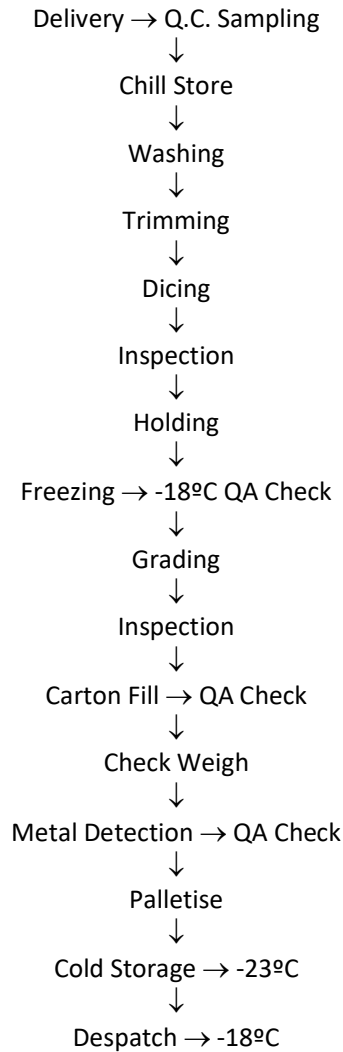 Delivery → Q.C. Sampling
↓
Chill Store
↓
Washing
↓
Trimming
↓
Dicing
↓
Inspection
↓
Holding
↓
Freezing → -18ºC QA Check
↓
Grading
↓
Inspection
↓
Carton Fill → QA Check
↓
Check Weigh
↓
Metal Detection → QA Check
↓
Palletise
↓
Cold Storage → -23ºC
↓
Despatch → -18ºC